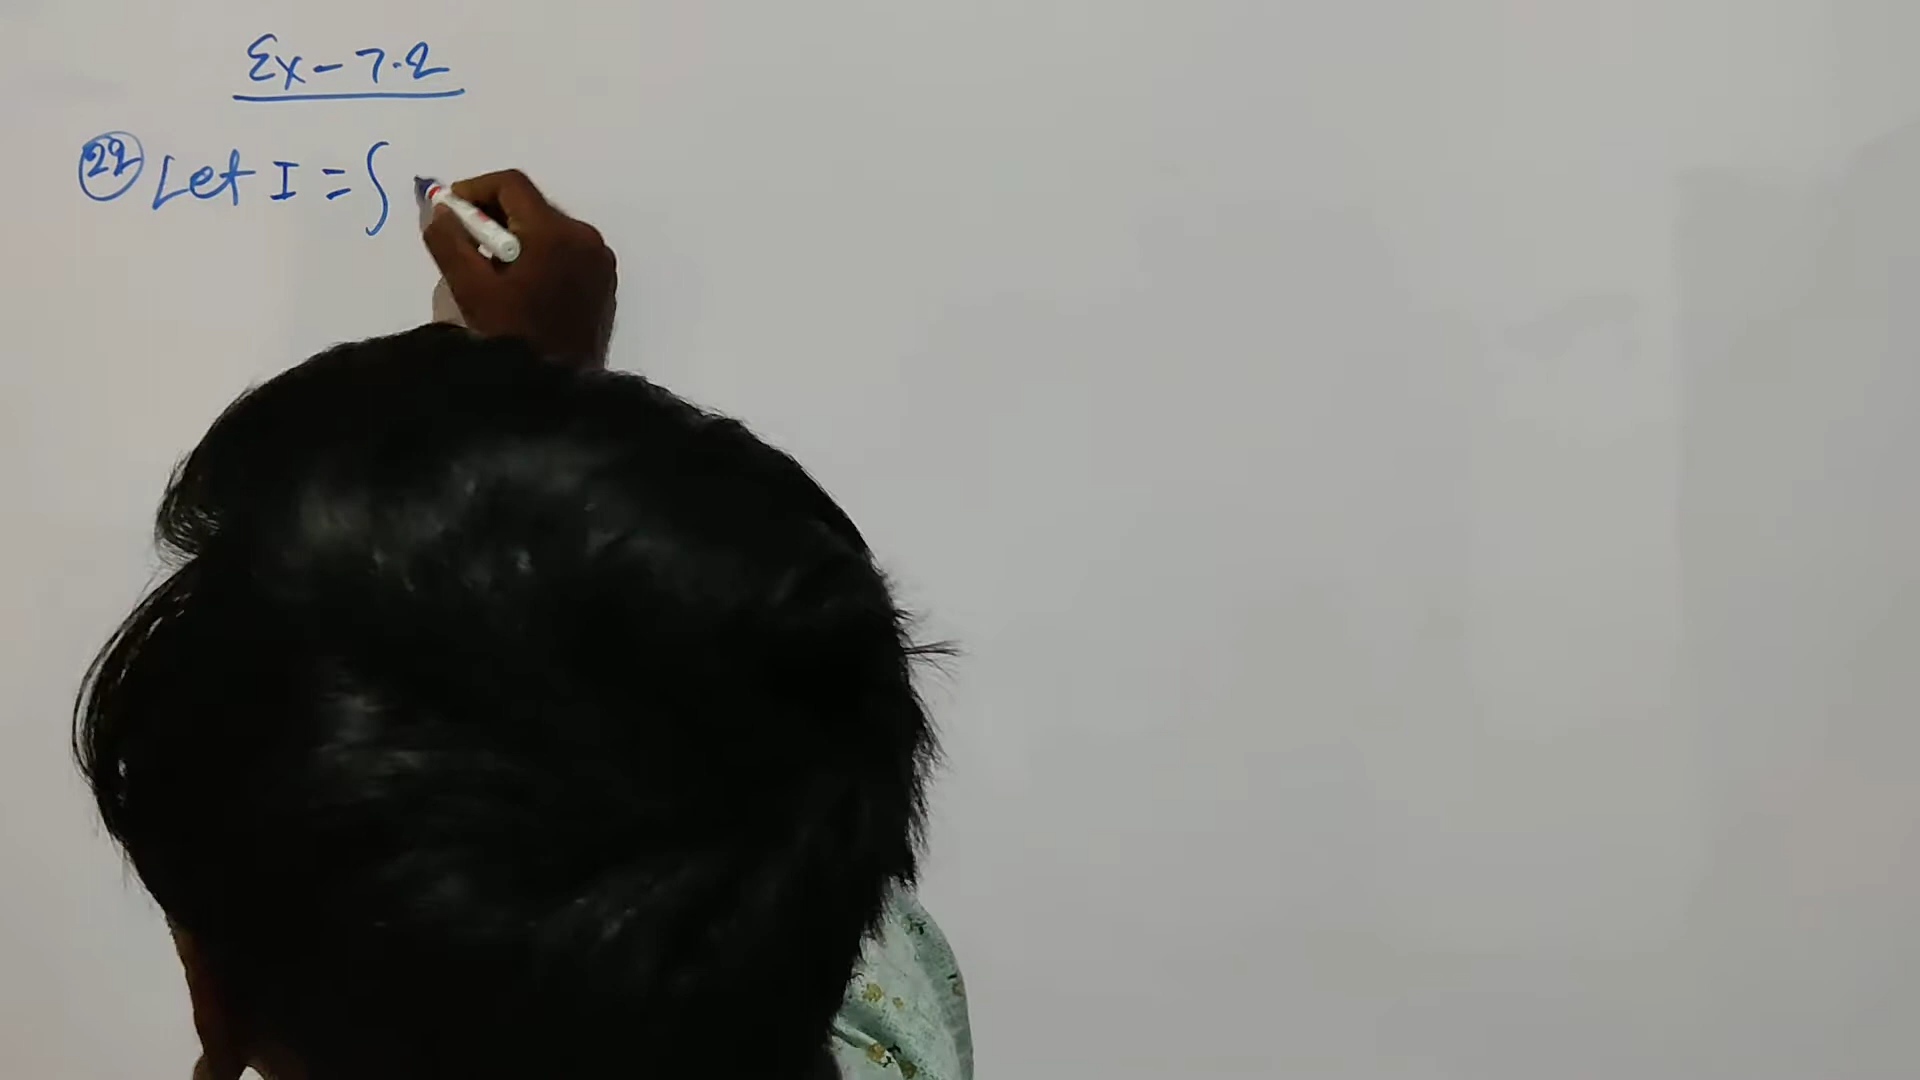 Ex-7.2
22 Let I = ∫